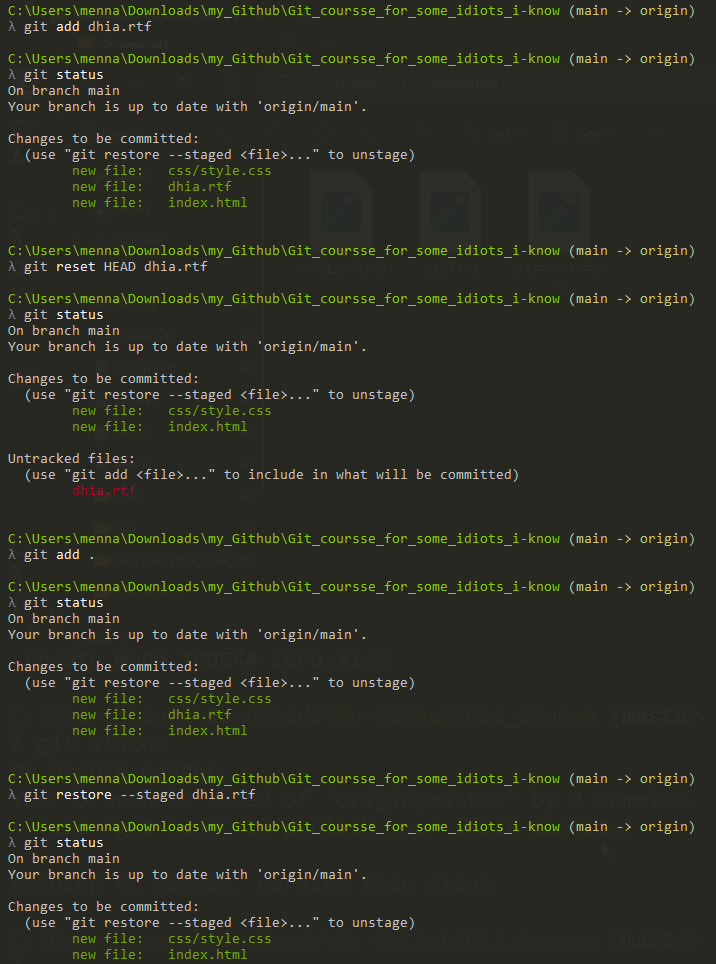 C:\Users\menna\Downloads\my_Github\Git_coursse_for_some_idiots_i-know (main -> origin)
λ git add dhia.rtf
C:\Users\menna\Downloads\my_Github\Git_coursse_for_some_idiots_i-know (main -> origin)
λ git status
On branch main
Your branch is up to date with 'origin/main'.
Changes to be committed:
(use "git restore --staged <file>..." to unstage)
new file: css/style.css
new file: dhia.rtf
new file: index.html
C:\Users\menna\Downloads\my_Github\Git_coursse_for_some_idiots_i-know (main -> origin)
λ git reset HEAD dhia.rtf
C:\Users\menna\Downloads\my_Github\Git_coursse_for_some_idiots_i-know (main -> origin)
λ git status
On branch main
Your branch is up to date with 'origin/main'.
Changes to be committed:
(use "git restore --staged <file>..." to unstage)
new file: css/style.css
new file: index.html
Untracked files:
(use "git add <file>..." to include in what will be committed)
dhia.rtf
C:\Users\menna\Downloads\my_Github\Git_coursse_for_some_idiots_i-know (main -> origin)
λ git add .
C:\Users\menna\Downloads\my_Github\Git_coursse_for_some_idiots_i-know (main -> origin)
λ git status
On branch main
Your branch is up to date with 'origin/main'.
Changes to be committed:
(use "git restore --staged <file>..." to unstage)
new file: css/style.css
new file: dhia.rtf
new file: index.html
C:\Users\menna\Downloads\my_Github\Git_coursse_for_some_idiots_i-know (main -> origin)
λ git restore --staged dhia.rtf
C:\Users\menna\Downloads\my_Github\Git_coursse_for_some_idiots_i-know (main -> origin)
λ git status
On branch main
Your branch is up to date with 'origin/main'.
Changes to be committed:
(use "git restore --staged <file>..." to unstage)
new file: css/style.css
new file: index.html